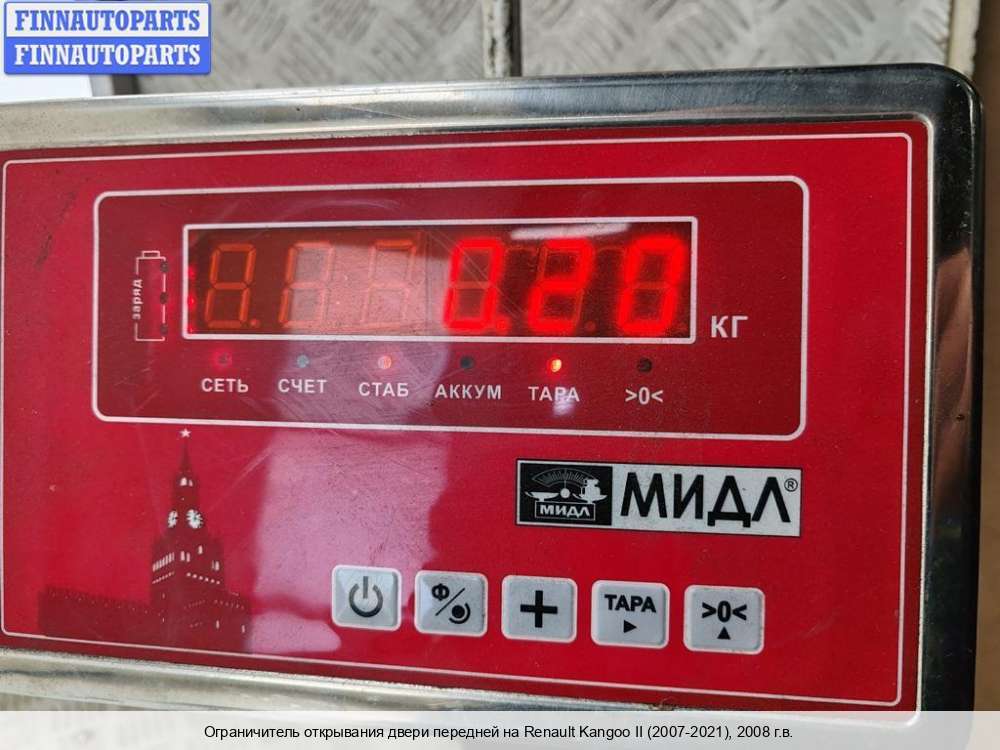 FINNAUTOPARTS
FINNAUTOPARTS
заряд
0.20
КГ
СЕТЬ СЧЕТ СТАБ АККУМ ТАРА >0<
МИДЛ
МИДЛ®
Ф
ТАРА
>0<
Ограничитель открывания двери передней на Renault Kangoo II (2007-2021), 2008 г.в.